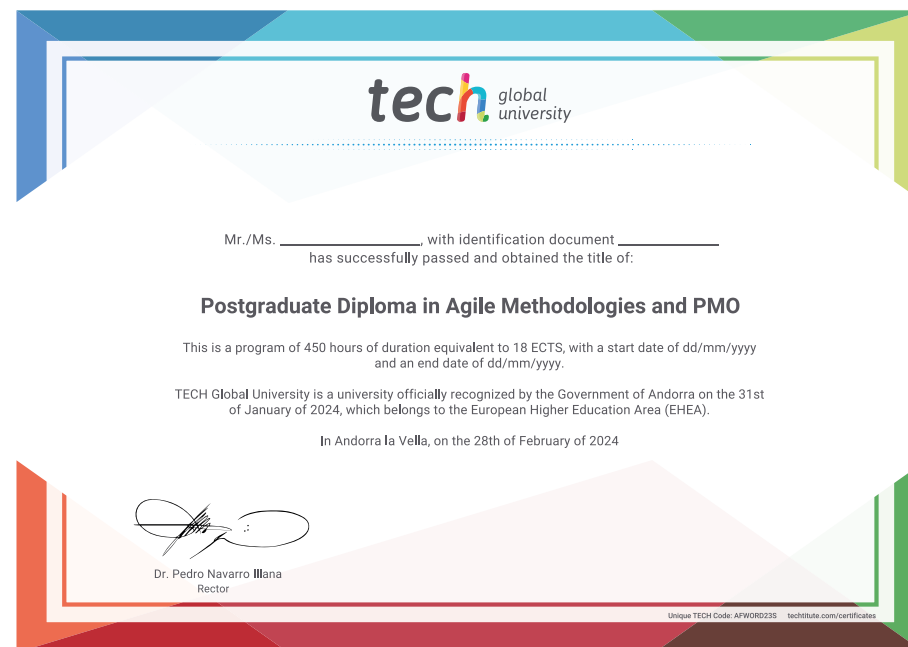 tech global university
Mr./Ms. ____________________, with identification document ______________
has successfully passed and obtained the title of:
Postgraduate Diploma in Agile Methodologies and PMO
This is a program of 450 hours of duration equivalent to 18 ECTS, with a start date of dd/mm/yyyy
and an end date of dd/mm/yyyy.
TECH Global University is a university officially recognized by the Government of Andorra on the 31st
of January of 2024, which belongs to the European Higher Education Area (EHEA).
In Andorra la Vella, on the 28th of February of 2024
Dr. Pedro Navarro Illana
Rector
Unique TECH Code: AFWORD23S techtitute.com/certificates